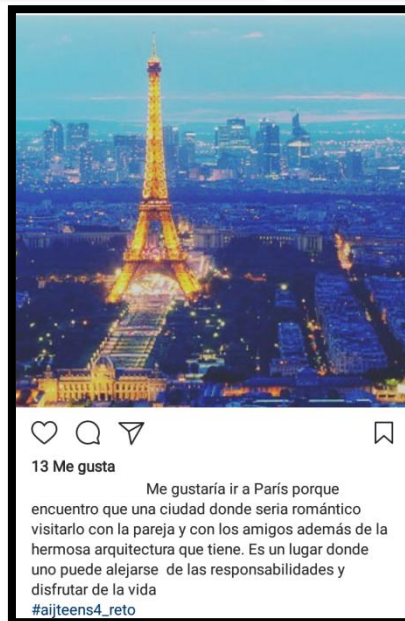 13 Me gusta
Me gustaría ir a París porque
encuentro que una ciudad donde seria romántico
visitarlo con la pareja y con los amigos además de la
hermosa arquitectura que tiene. Es un lugar donde
uno puede alejarse de las responsabilidades y
disfrutar de la vida
#aijteens4_reto